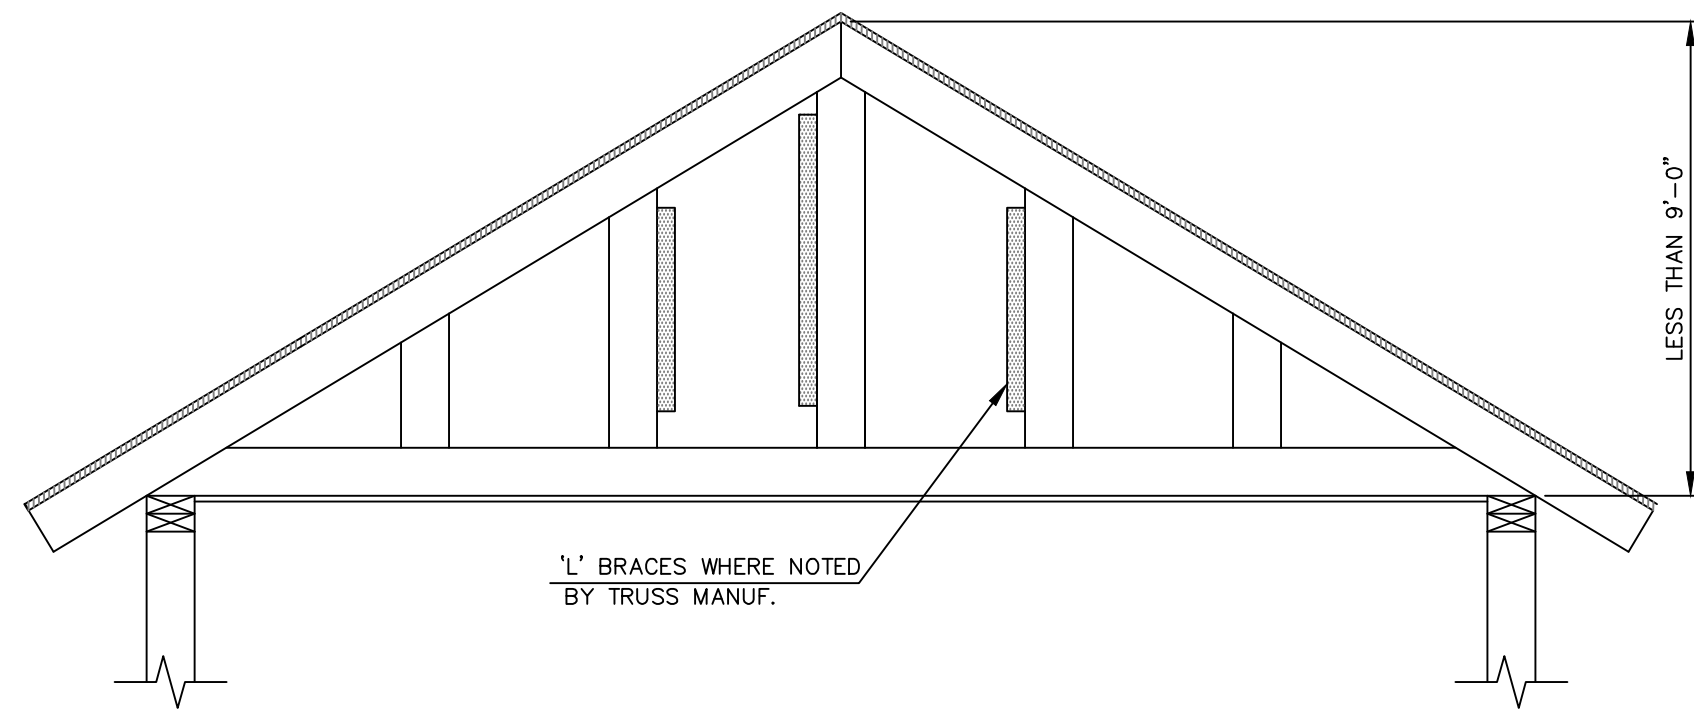 LESS THAN 9'-0"
'L' BRACES WHERE NOTED
BY TRUSS MANUF.